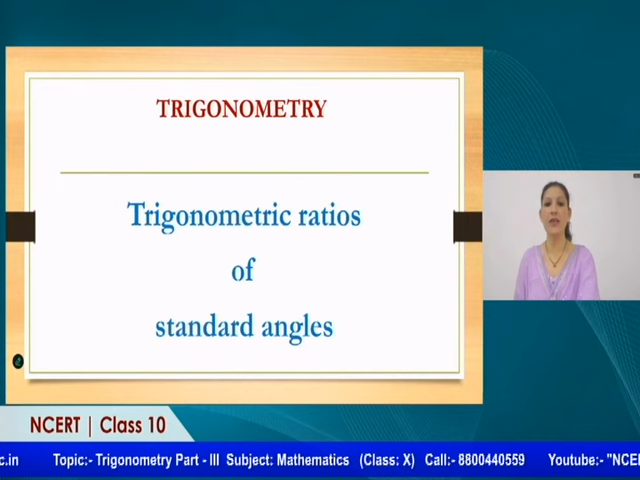 TRIGONOMETRY
Trigonometric ratios
of
standard angles
NCERT | Class 10
c.in Topic:- Trigonometry Part - III Subject: Mathematics (Class: X) Call:- 8800440559 Youtube:- "NCE